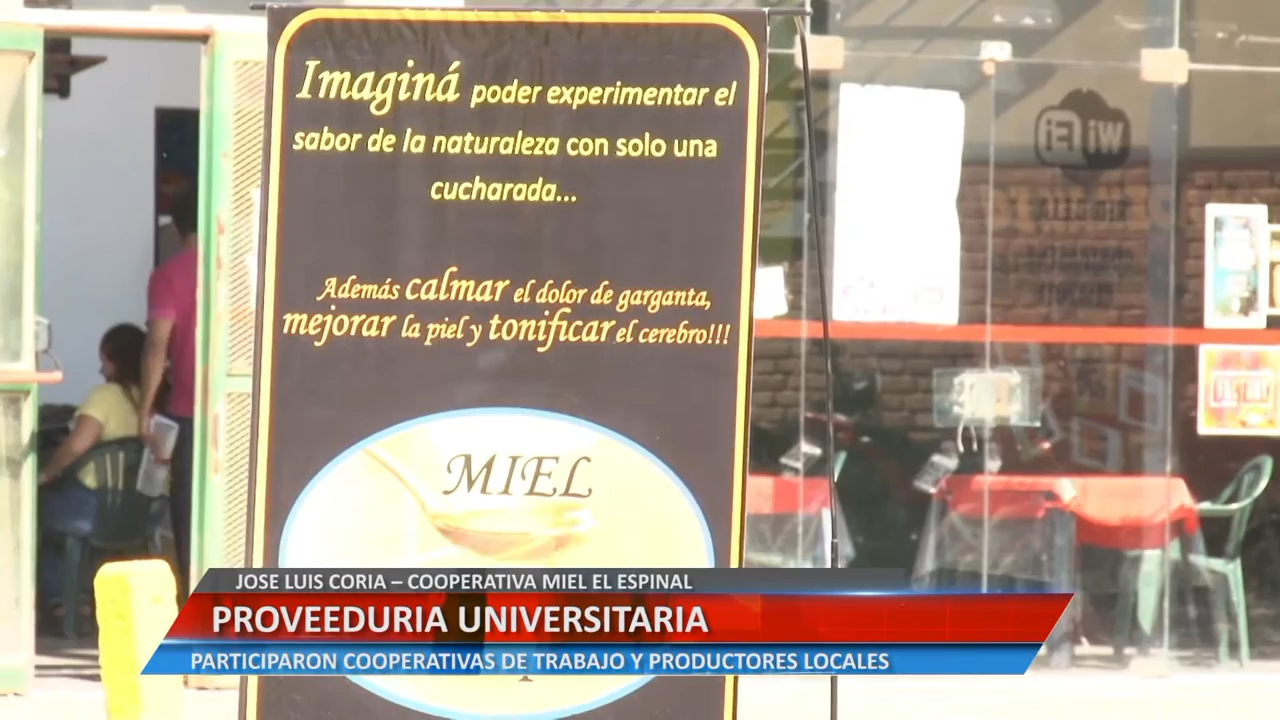 Imaginá poder experimentar el
sabor de la naturaleza con solo una
cucharada...
Además calmar el dolor de garganta,
mejorar la piel y tonificar el cerebro!!!
MIEL
Wi Fi
JOSE LUIS CORIA – COOPERATIVA MIEL EL ESPINAL
PROVEEDURIA UNIVERSITARIA
PARTICIPARON COOPERATIVAS DE TRABAJO Y PRODUCTORES LOCALES